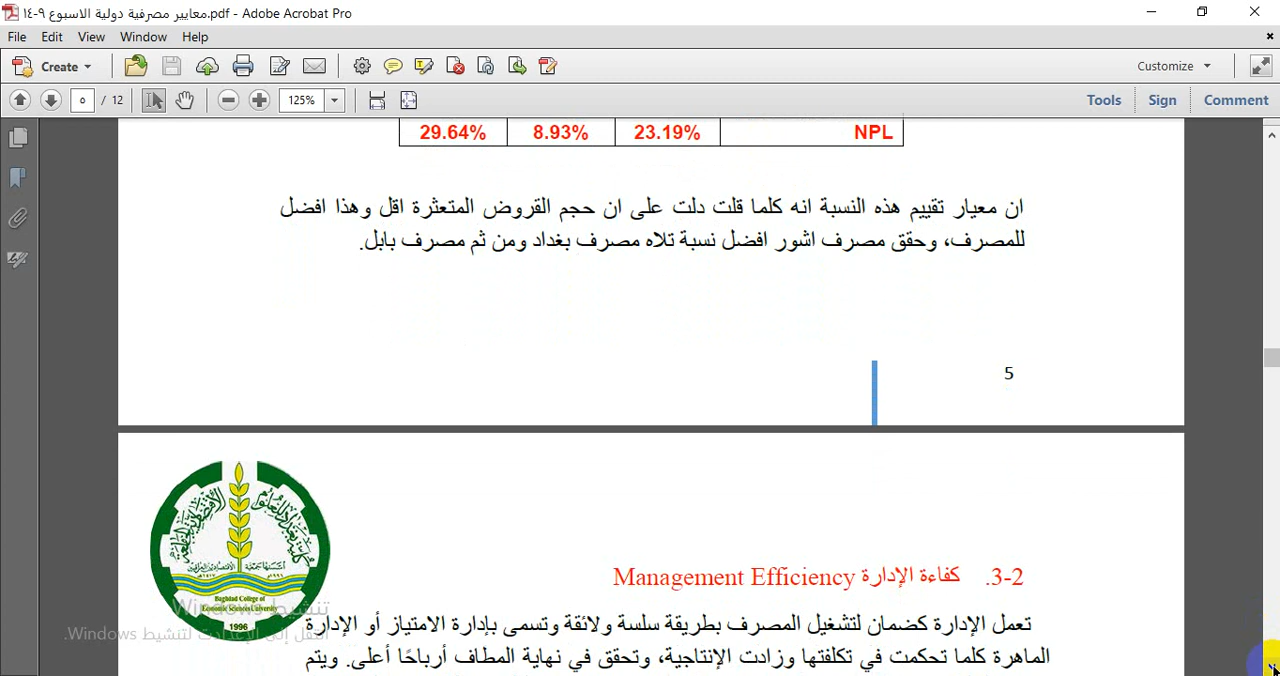 معايير مصرفية دولية الاسبوع ٩-١٤.pdf - Adobe Acrobat Pro
File Edit View Window Help
Create Customize
٥ / 12 125% Tools Sign Comment
29.64% 8.93% 23.19% NPL
ان معيار تقييم هذه النسبة انه كلما قلت دلت على ان حجم القروض المتعثرة اقل وهذا افضل
للمصرف، وحقق مصرف اشور افضل نسبة تلاه مصرف بغداد ومن ثم مصرف بابل.
5
Baghdad College of
Economic Sciences University
1996
3-2. كفاءة الإدارة Management Efficiency
تعمل الإدارة كضمان لتشغيل المصرف بطريقة سلسة ولائقة وتسمى بإدارة الامتياز أو الإدارة
الماهرة كلما تحكمت في تكلفتها وزادت الإنتاجية، وتحقق في نهاية المطاف أرباحًا أعلى. ويتم
تنشيط Windows
انتقل إلى الإعدادات لتنشيط Windows.